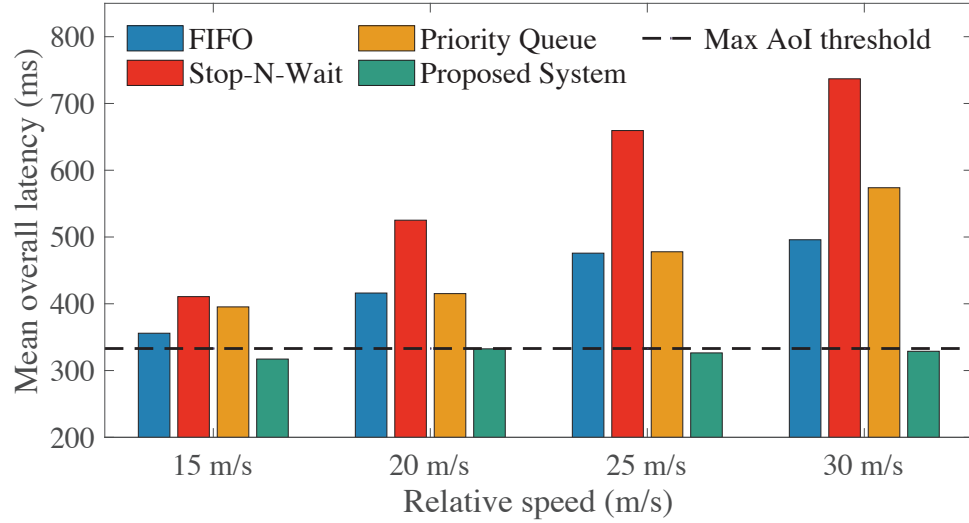 Mean overall latency (ms)
800
700
600
500
400
300
200
FIFO
Priority Queue
Max AoI threshold
Stop-N-Wait
Proposed System
15 m/s
20 m/s
25 m/s
30 m/s
Relative speed (m/s)